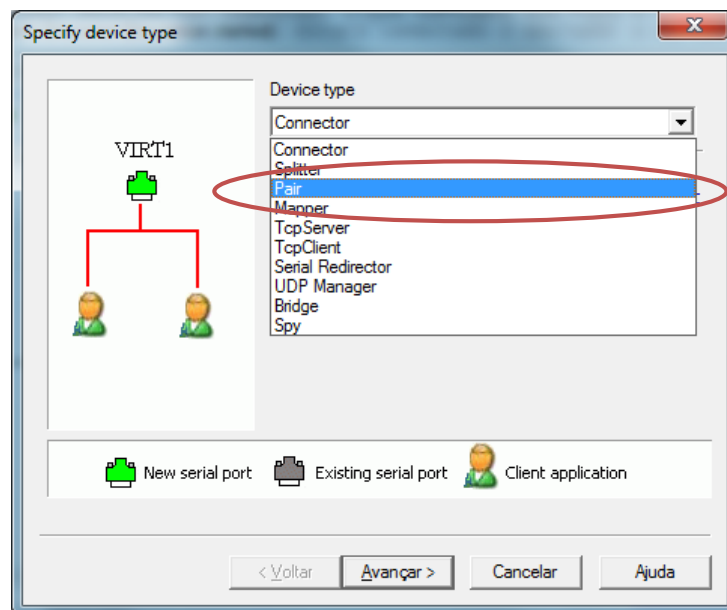 Specify device type
Device type
Connector
VIRT1
Connector
Splitter
Pair
Mapper
TcpServer
TcpClient
Serial Redirector
UDP Manager
Bridge
Spy
New serial port Existing serial port Client application
< Voltar Avançar > Cancelar Ajuda